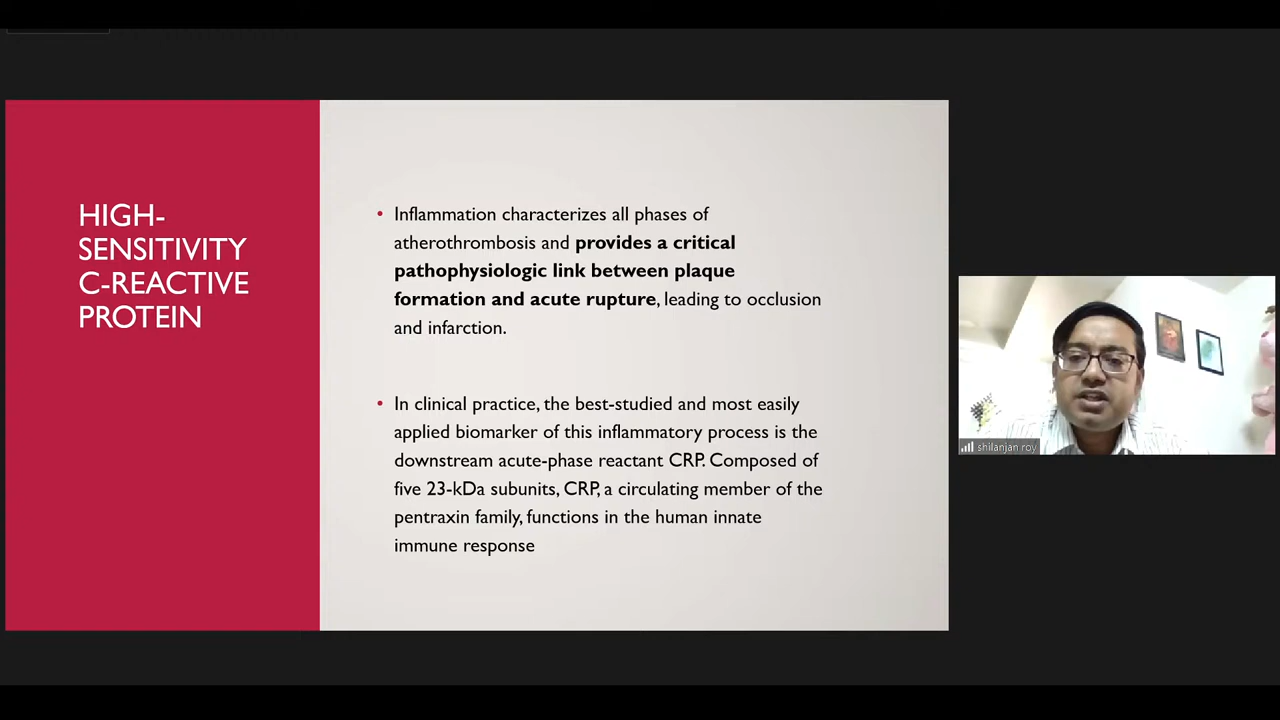 HIGH-
SENSITIVITY
C-REACTIVE
PROTEIN
• Inflammation characterizes all phases of
atherothrombosis and provides a critical
pathophysiologic link between plaque
formation and acute rupture, leading to occlusion
and infarction.
• In clinical practice, the best-studied and most easily
applied biomarker of this inflammatory process is the
downstream acute-phase reactant CRP. Composed of
five 23-kDa subunits, CRP, a circulating member of the
pentraxin family, functions in the human innate
immune response
shilanjan roy